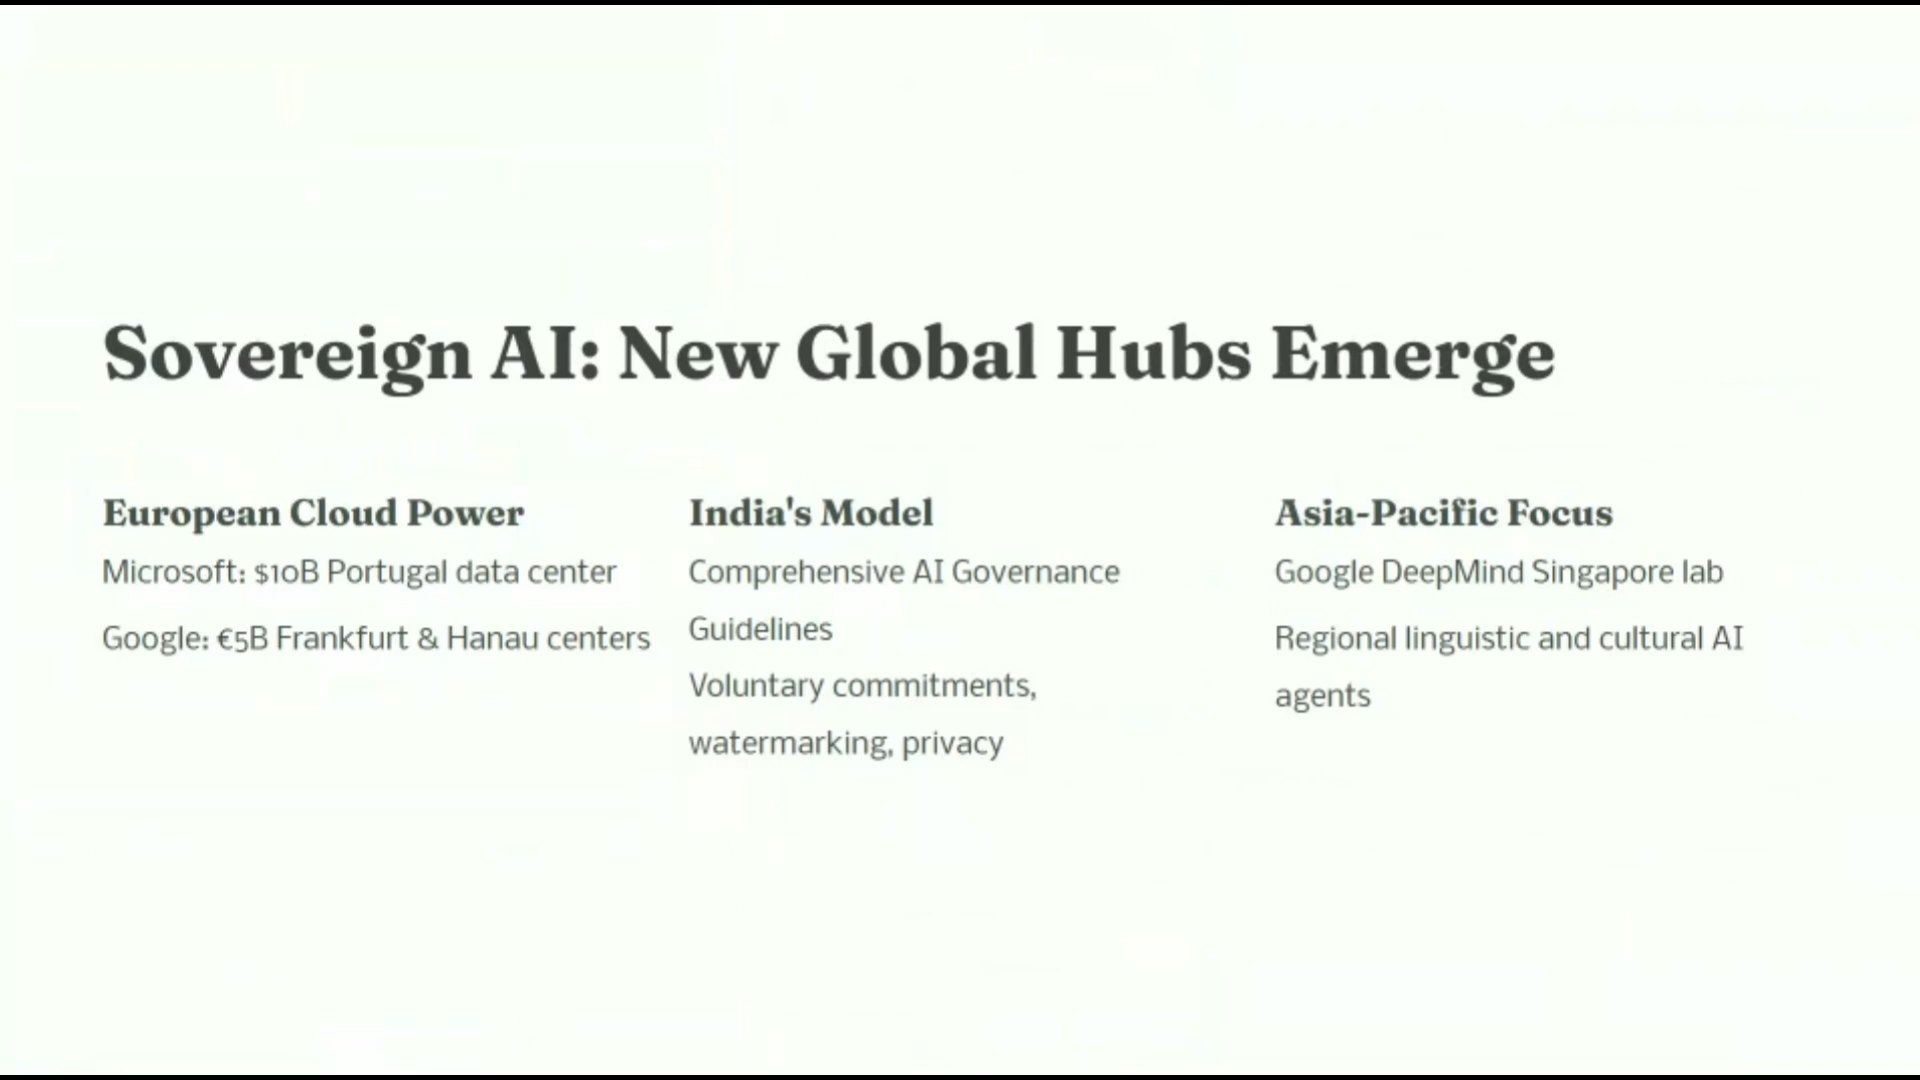 Sovereign AI: New Global Hubs Emerge
European Cloud Power
Microsoft: $10B Portugal data center
Google: €5B Frankfurt & Hanau centers
India's Model
Comprehensive AI Governance
Guidelines
Voluntary commitments,
watermarking, privacy
Asia-Pacific Focus
Google DeepMind Singapore lab
Regional linguistic and cultural AI
agents